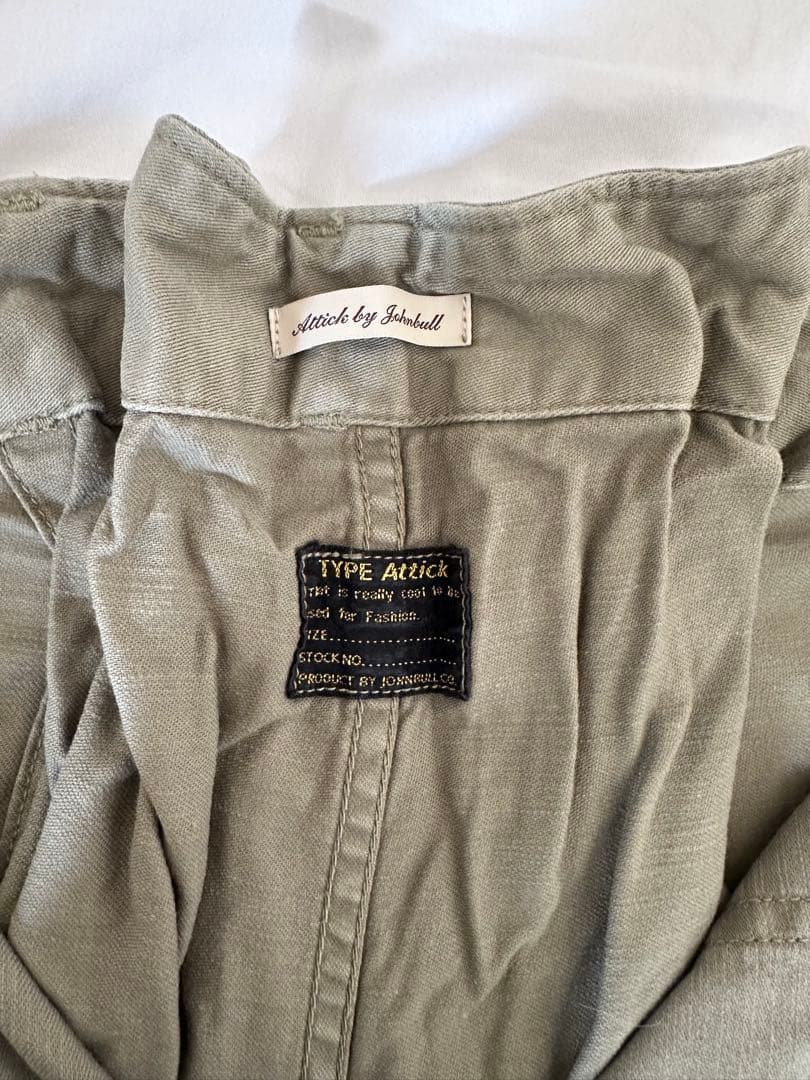 Attick by Johnbull
TYPE Attick
is really cool to be
sed for Fashion.
IZE
STOCK NO.
PRODUCT BY JOHNBULL CO.